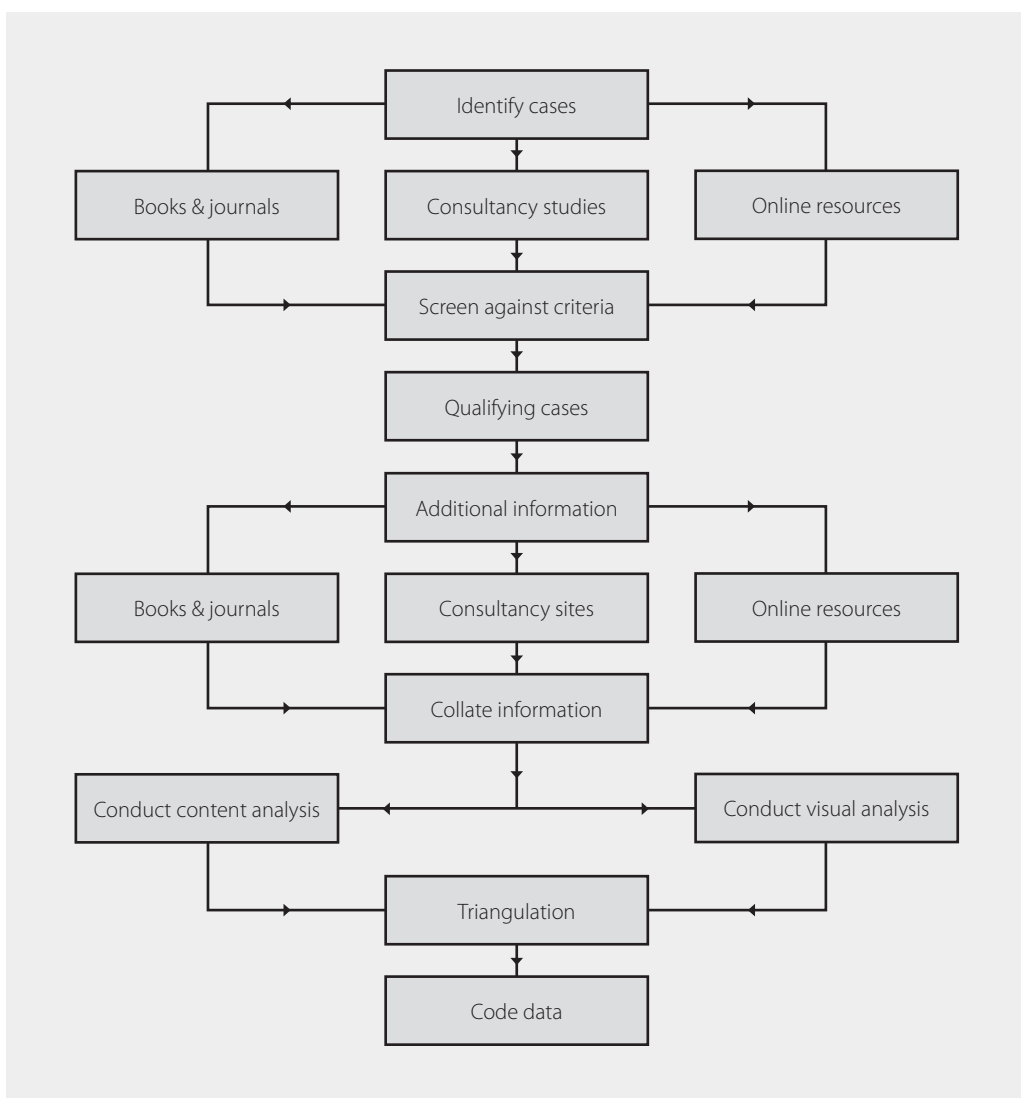 Identify cases
Books & journals
Consultancy studies
Online resources
Screen against criteria
Qualifying cases
Additional information
Books & journals
Consultancy sites
Online resources
Collate information
Conduct content analysis
Conduct visual analysis
Triangulation
Code data